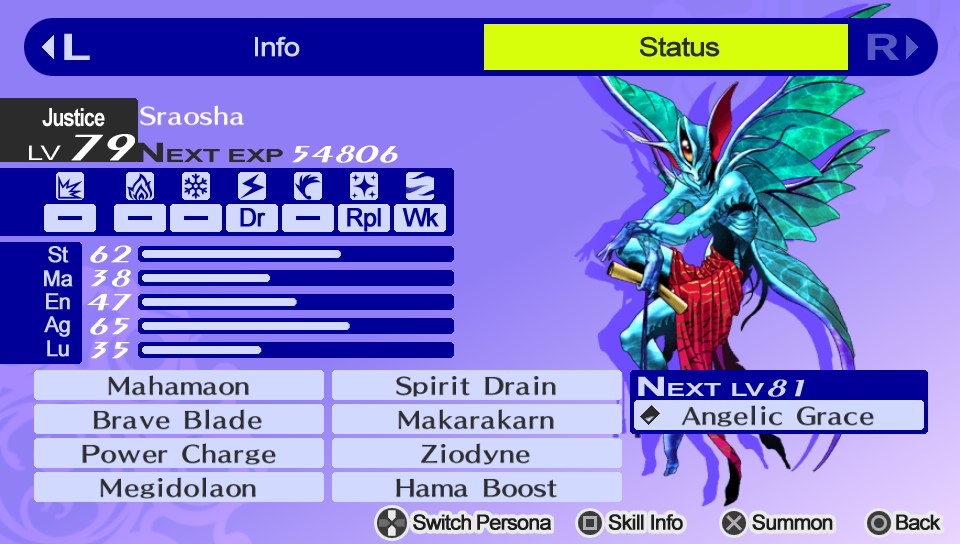 L Info Status R
Justice Sraosha
LV 79 NEXT EXP 54806
— — — Dr — Rpl Wk
St 62
Ma 38
En 47
Ag 65
Lu 35
Mahamaon Spirit Drain
Brave Blade Makarakarn
Power Charge Ziodyne
Megidolaon Hama Boost
NEXT LV 81
Angelic Grace
Switch Persona Skill Info Summon Back